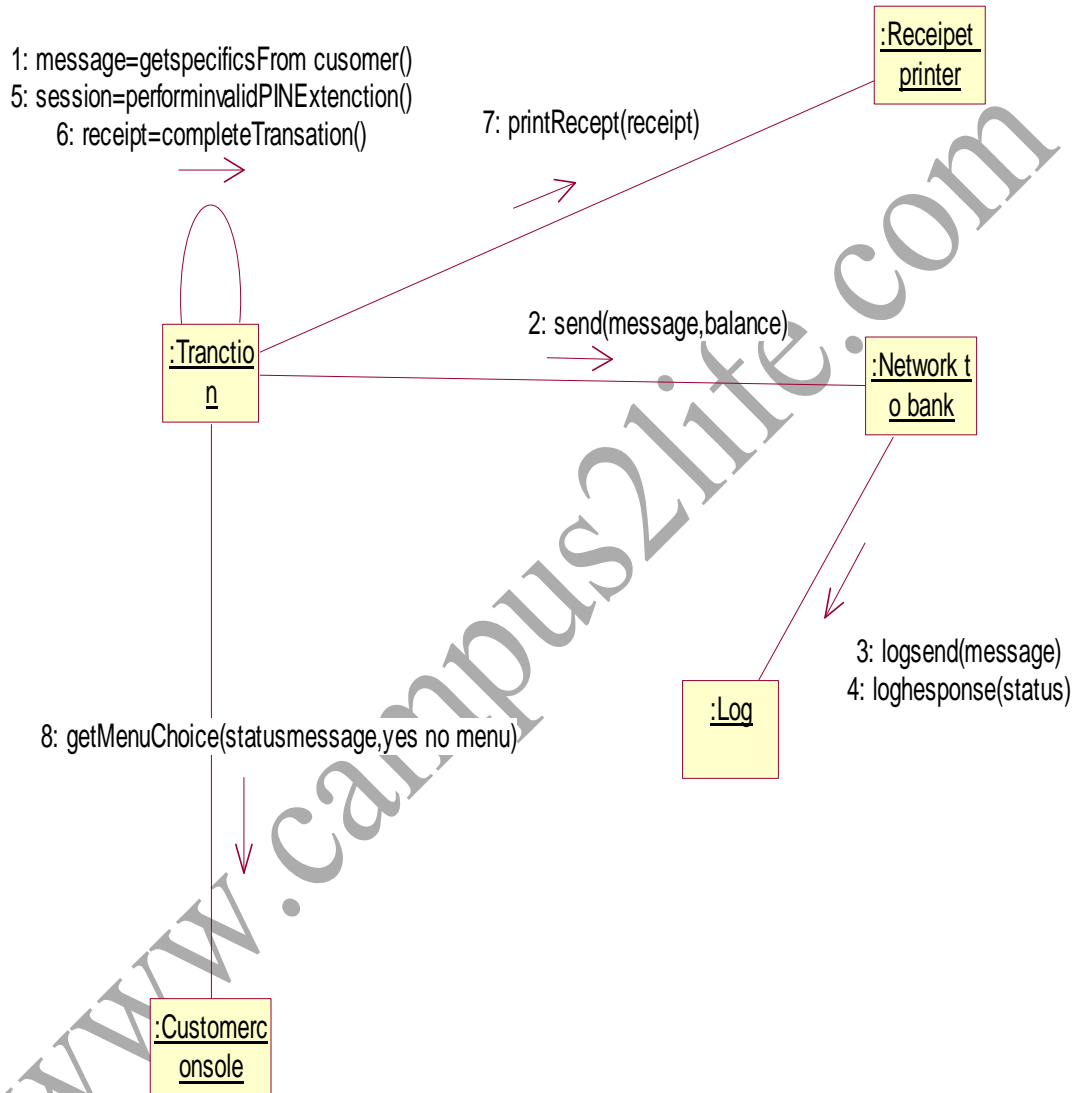 :Receipet
printer
1: message=getspecificsFrom cusomer()
5: session=performinvalidPINExtenction()
6: receipt=completeTransation()
7: printRecept(receipt)
2: send(message,balance)
:Tranctio
n
:Network t
o bank
3: logsend(message)
4: loghesponse(status)
:Log
8: getMenuChoice(statusmessage,yes no menu)
:Customerc
onsole
www.campus2life.com